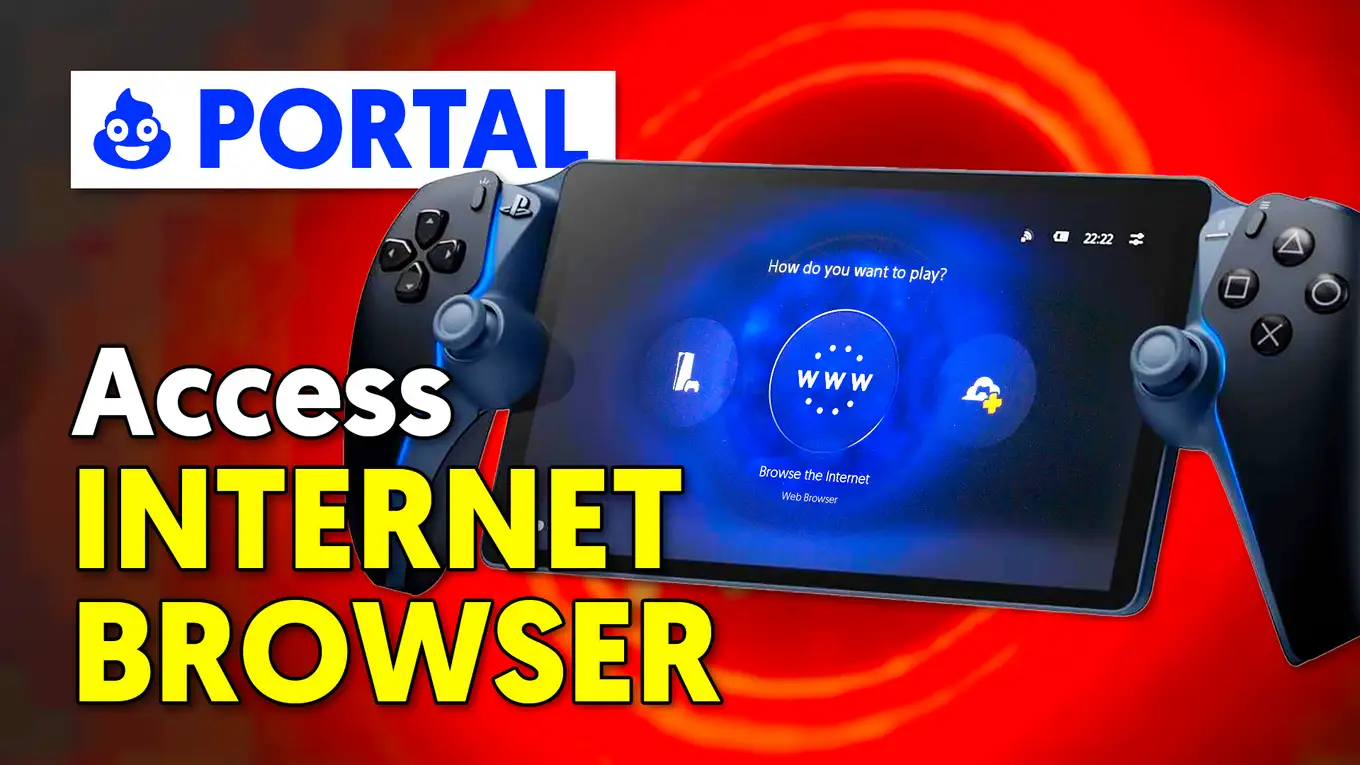 PORTAL
22:22
How do you want to play?
WWW
Browse the Internet
Web Browser
Access
INTERNET
BROWSER